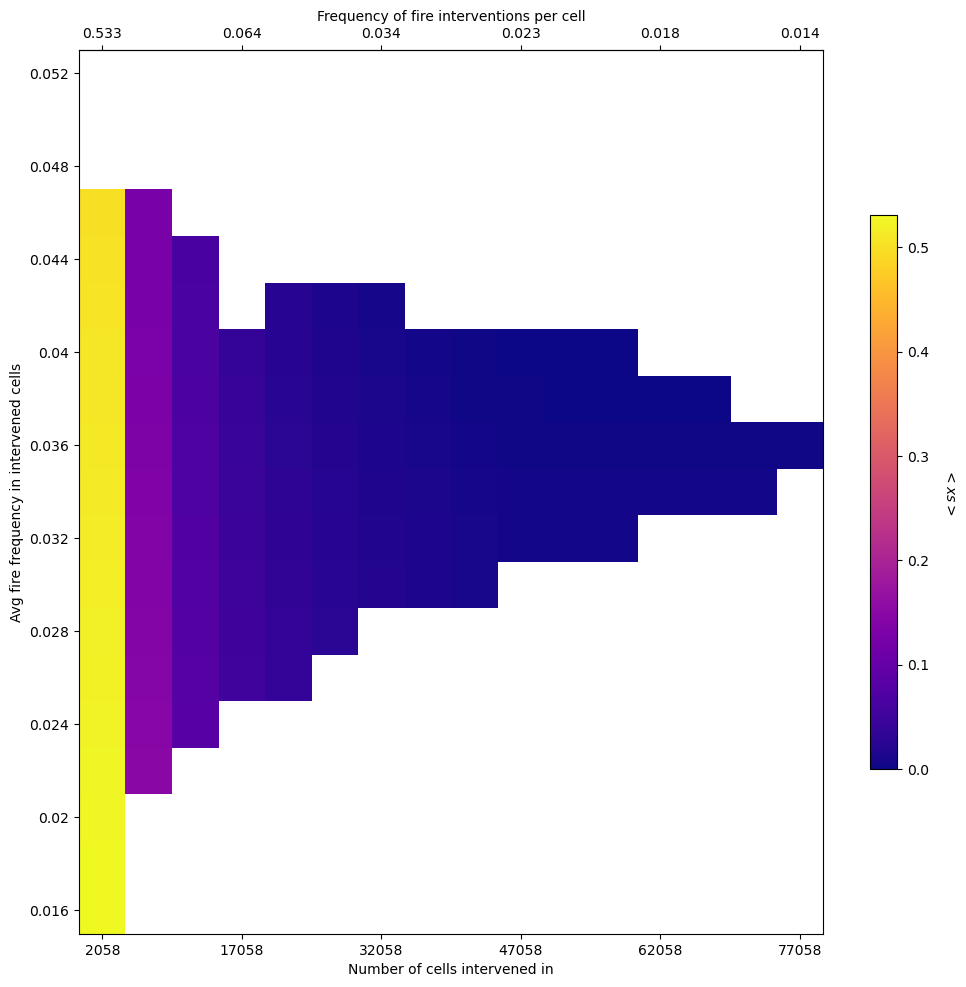 Frequency of fire interventions per cell
0.533 0.064 0.034 0.023 0.018 0.014
0.052
0.048
0.044
0.04
0.036
0.032
0.028
0.024
0.02
0.016
Avg fire frequency in intervened cells
2058 17058 32058 47058 62058 77058
Number of cells intervened in
0.5
0.4
0.3
0.2
0.1
0.0
< sx >